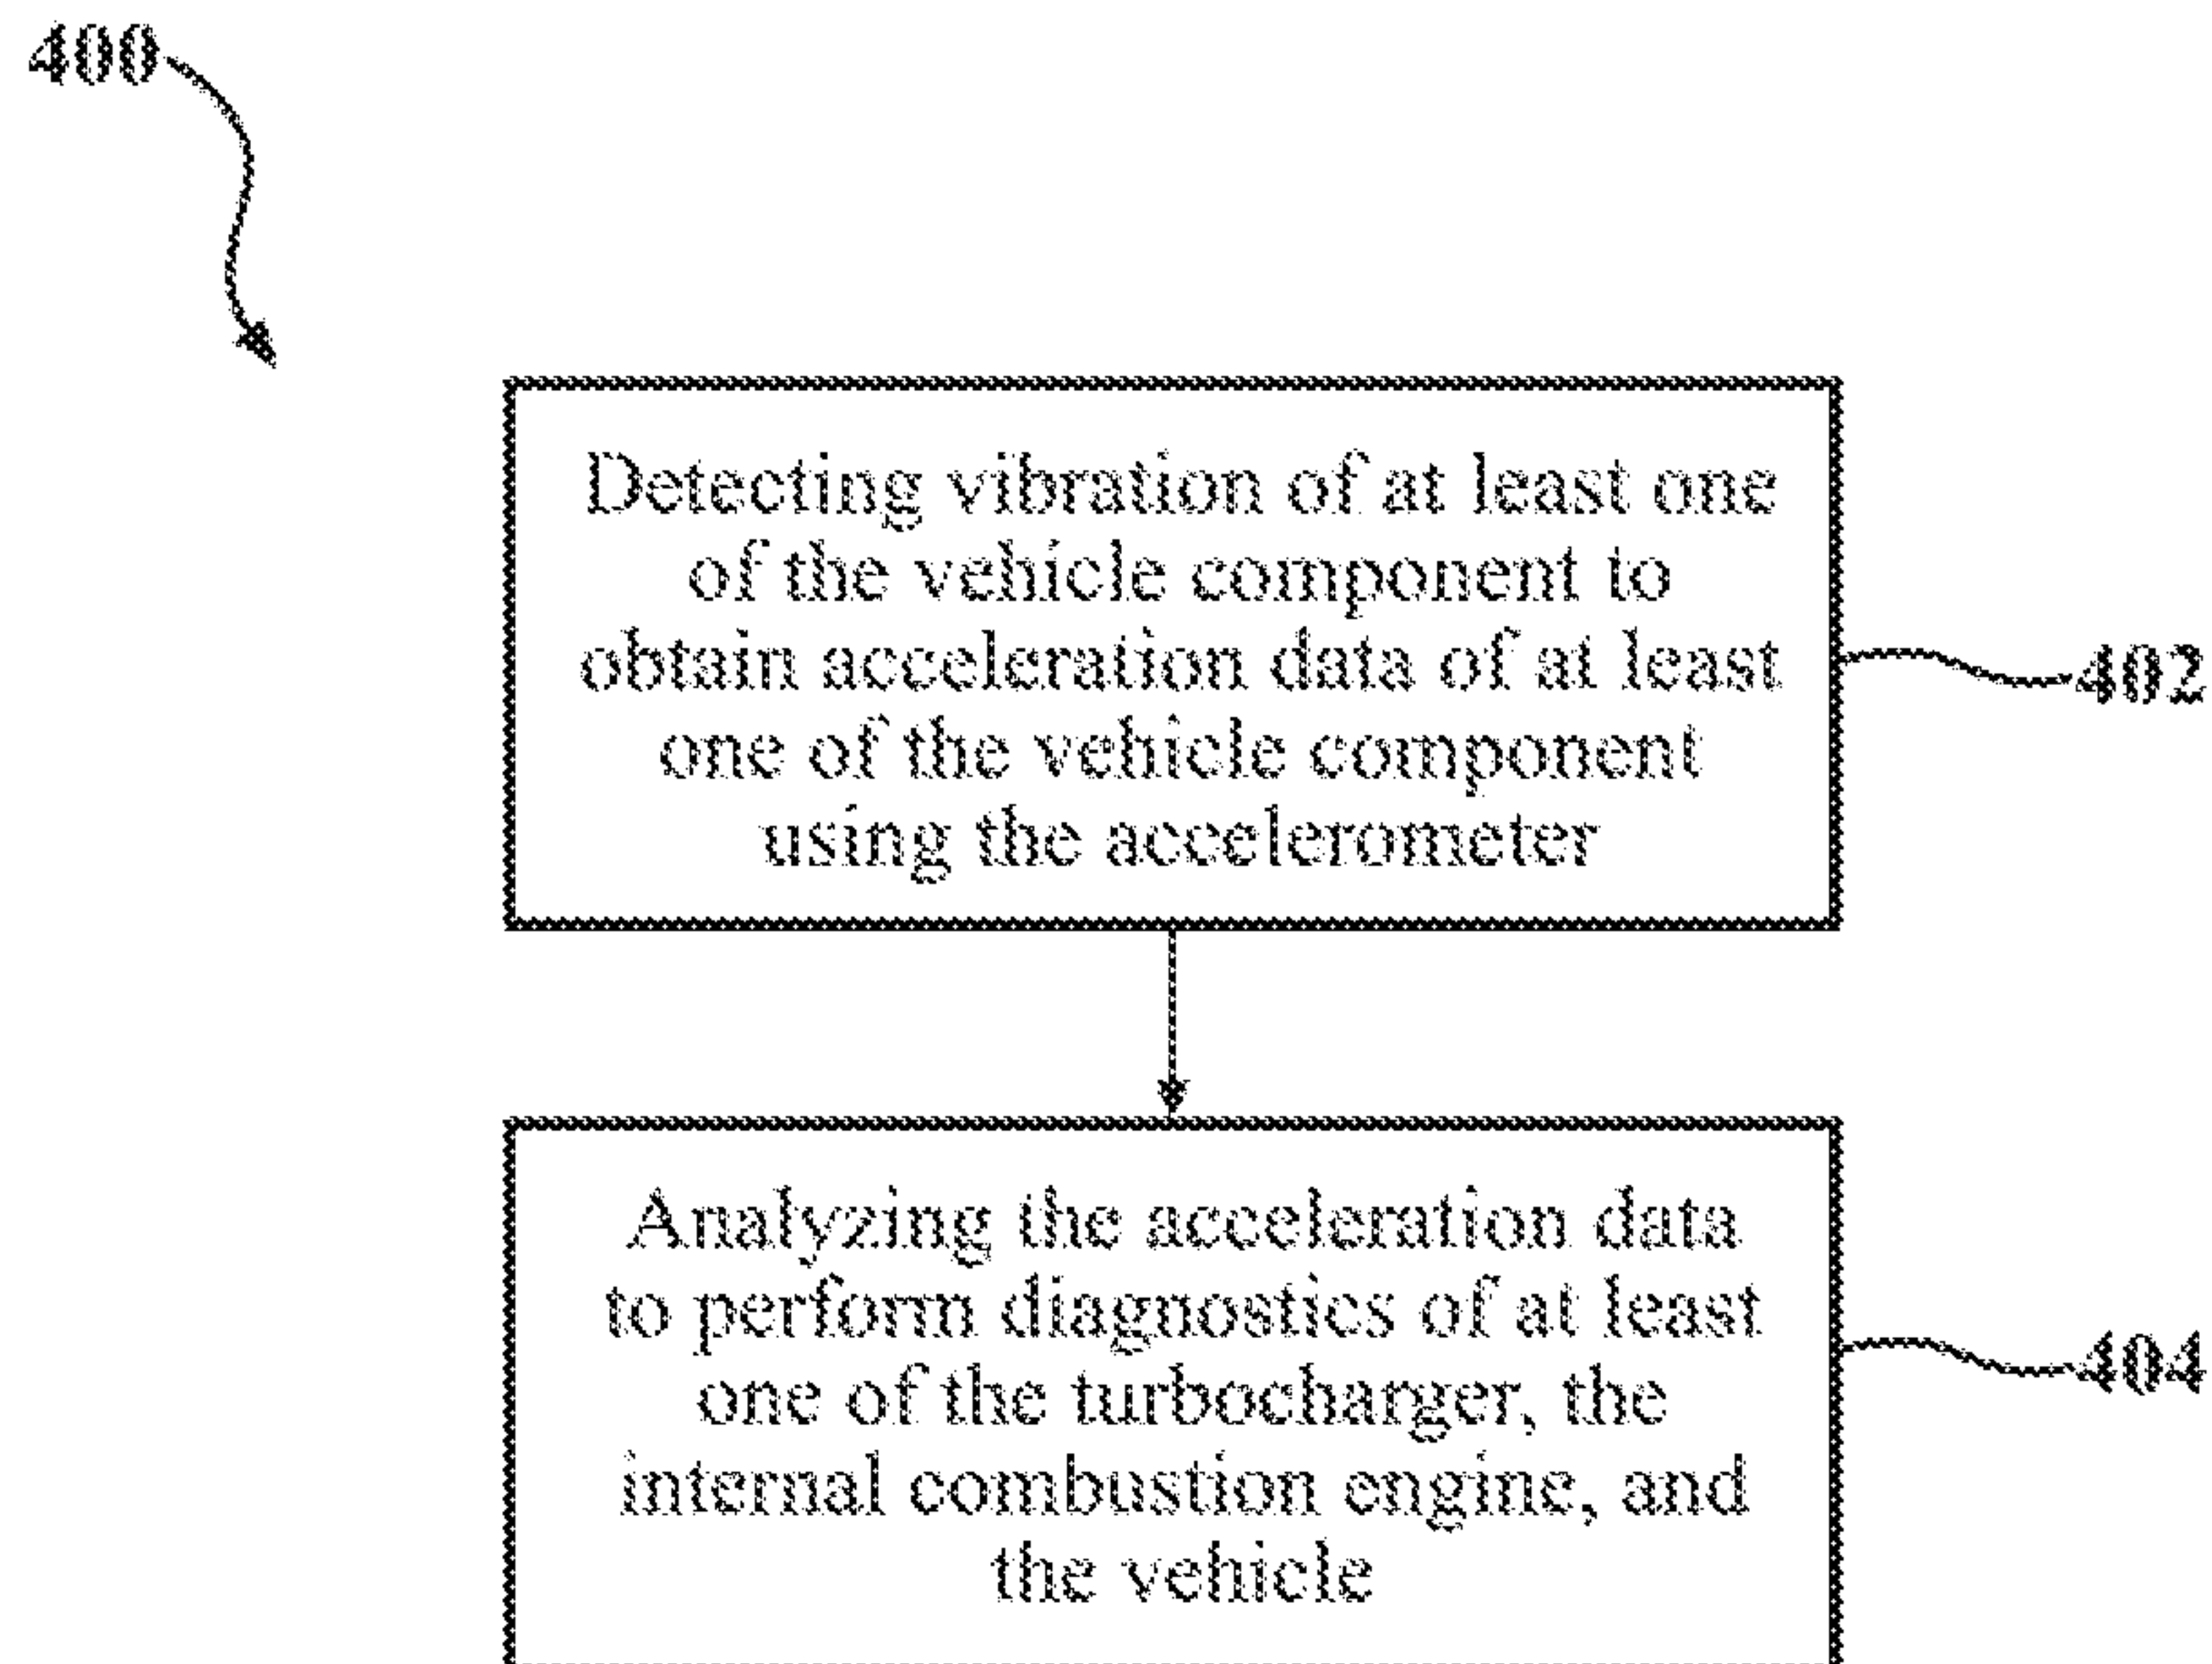 400
Detecting vibration of at least one
of the vehicle component to
obtain acceleration data of at least
one of the vehicle component
using the accelerometer
402
Analyzing the acceleration data
to perform diagnostics of at least
one of the turbocharger, the
internal combustion engine, and
the vehicle
404